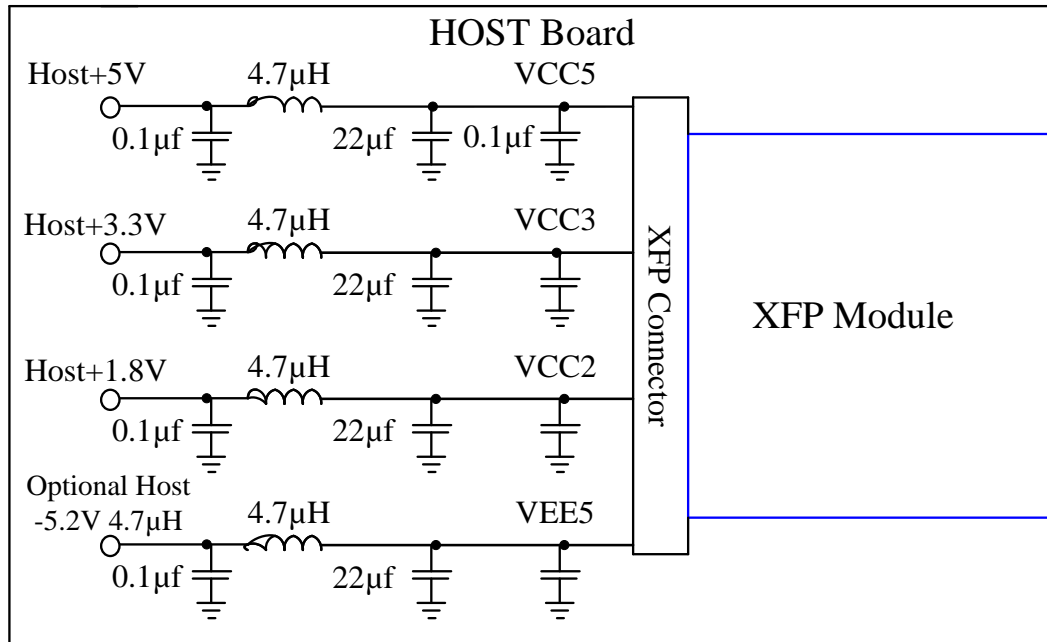 HOST Board
Host+5V
4.7µH
VCC5
0.1µf
22µf
0.1µf
Host+3.3V
4.7µH
VCC3
0.1µf
22µf
XFP Connector
XFP Module
Host+1.8V
4.7µH
VCC2
0.1µf
22µf
Optional Host
-5.2V 4.7µH
4.7µH
VEE5
0.1µf
22µf